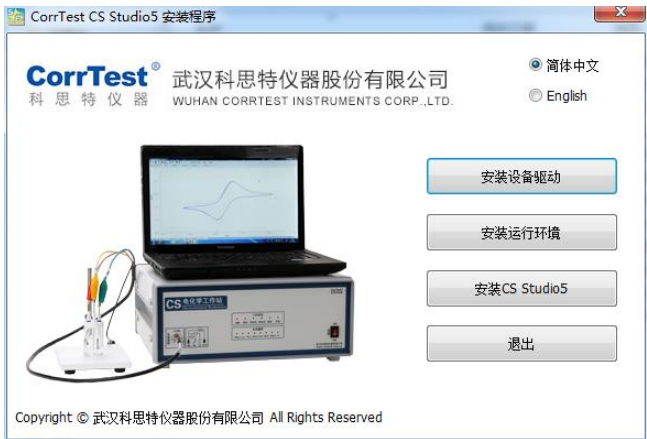 CorrTest CS Studio5 安装程序
CorrTest®
科思特仪器
武汉科思特仪器股份有限公司
WUHAN CORRTEST INSTRUMENTS CORP.,LTD.
简体中文
English
安装设备驱动
安装运行环境
安装CS Studio5
退出
CS电化学工作站
Copyright © 武汉科思特仪器股份有限公司 All Rights Reserved